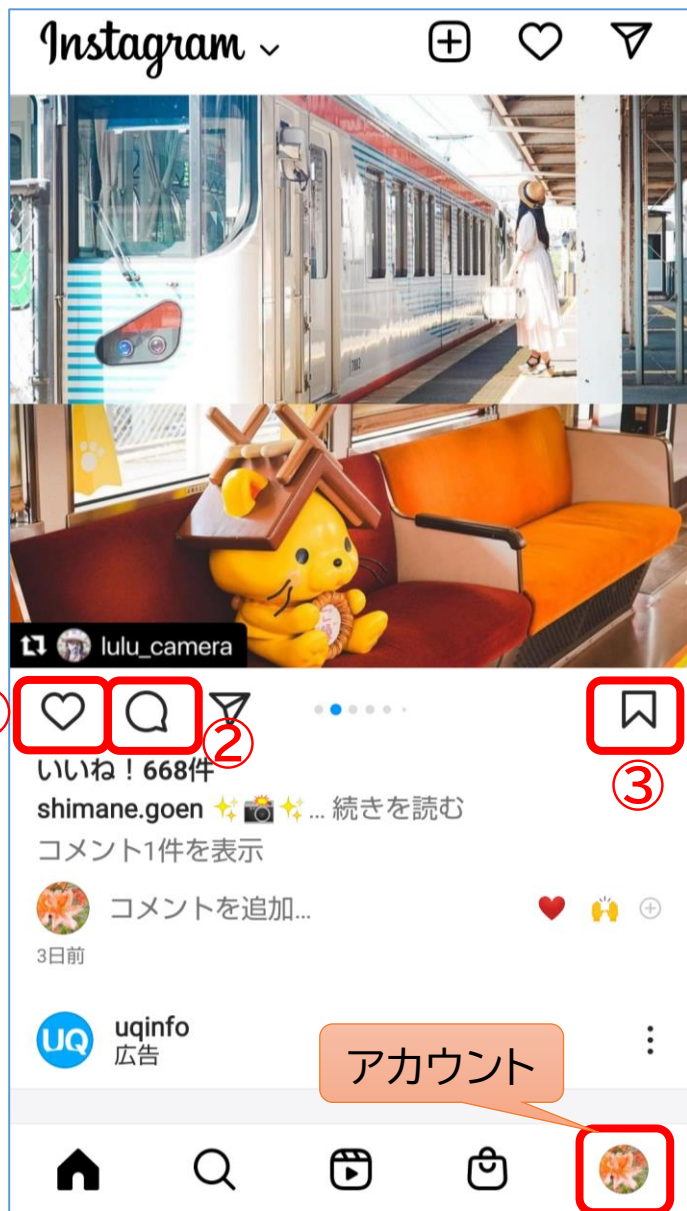 Instagram
lulu_camera
②
③
いいね！668件
shimane.goen ✨📸✨... 続きを読む
コメント1件を表示
コメントを追加...
3日前
UQ
uqinfo
広告
アカウント